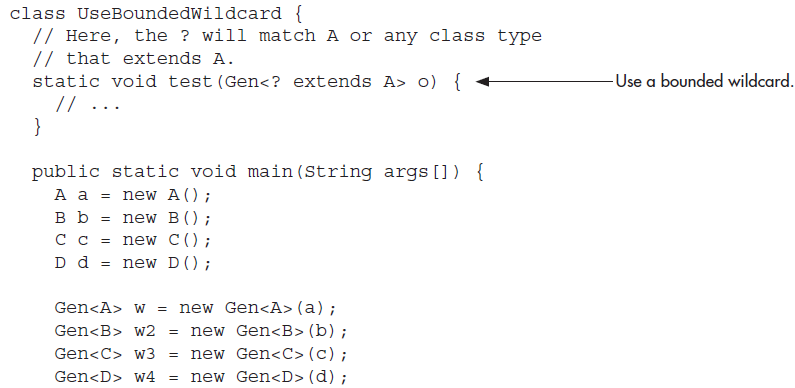 class UseBoundedWildcard {
  // Here, the ? will match A or any class type
  // that extends A.
  static void test(Gen<? extends A> o) { Use a bounded wildcard.
    // ...
  }

  public static void main(String args[]) {
    A a = new A();
    B b = new B();
    C c = new C();
    D d = new D();

    Gen<A> w = new Gen<A>(a);
    Gen<B> w2 = new Gen<B>(b);
    Gen<C> w3 = new Gen<C>(c);
    Gen<D> w4 = new Gen<D>(d);